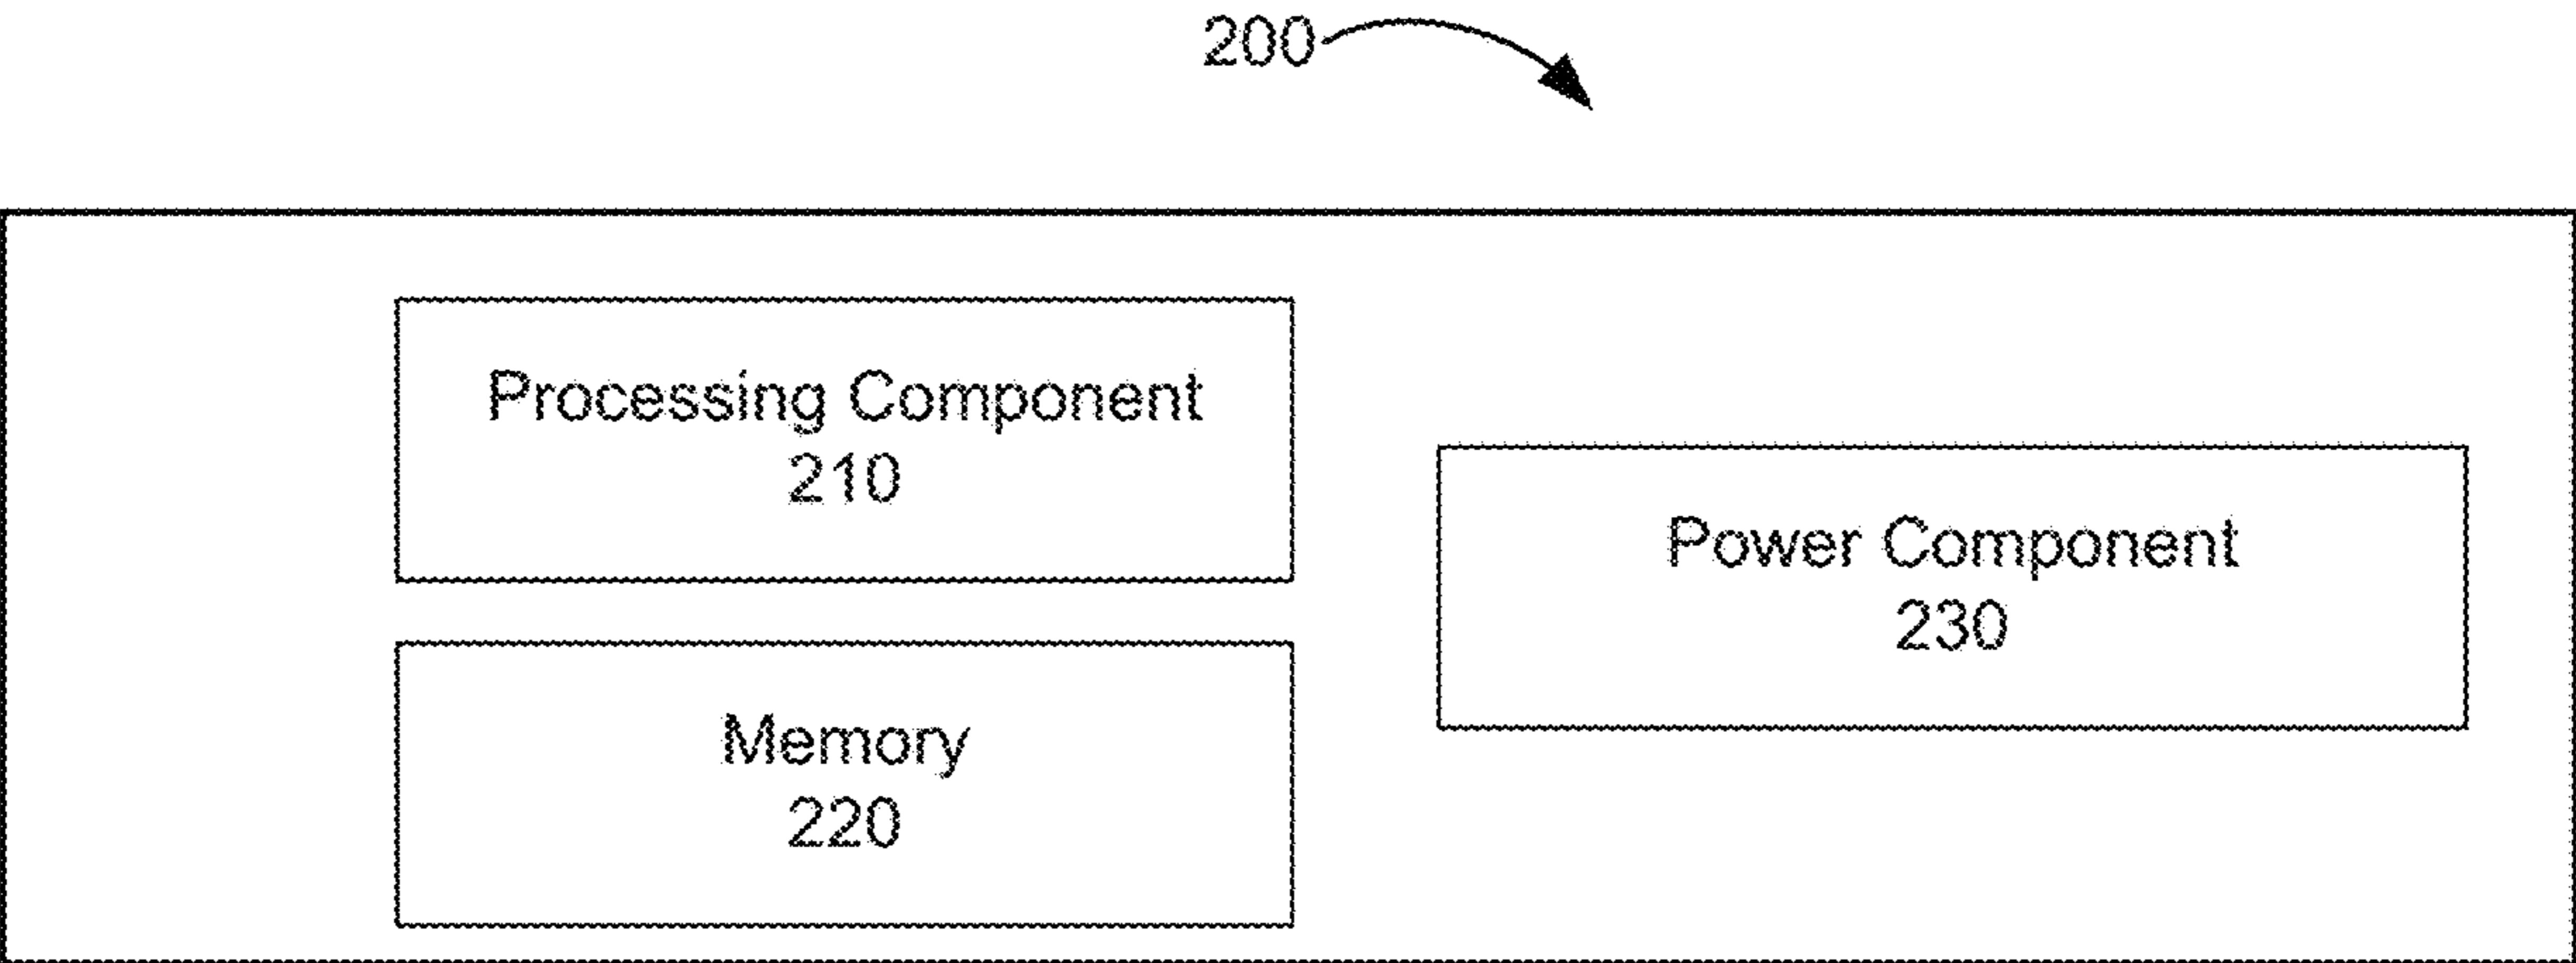 200
Processing Component
210
Power Component
230
Memory
220